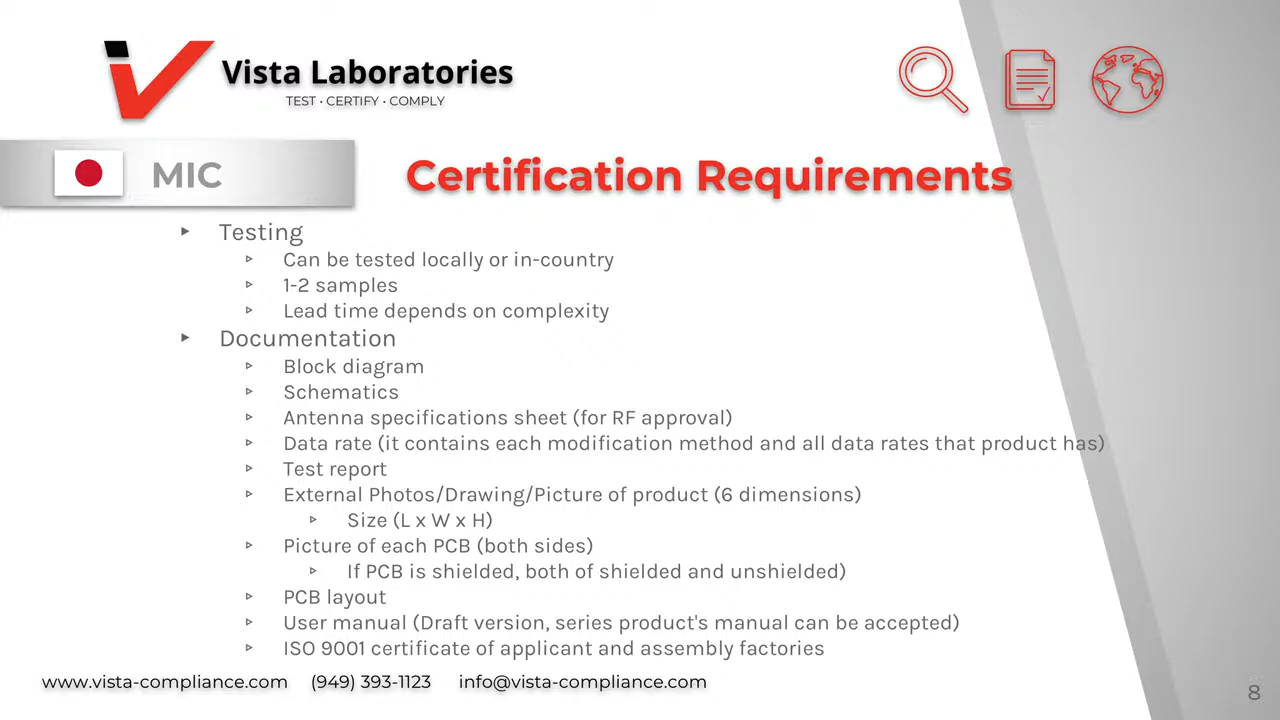 Vista Laboratories
TEST · CERTIFY · COMPLY
MIC
Certification Requirements
Testing
Can be tested locally or in-country
1-2 samples
Lead time depends on complexity
Documentation
Block diagram
Schematics
Antenna specifications sheet (for RF approval)
Data rate (it contains each modification method and all data rates that product has)
Test report
External Photos/Drawing/Picture of product (6 dimensions)
Size (L x W x H)
Picture of each PCB (both sides)
If PCB is shielded, both of shielded and unshielded)
PCB layout
User manual (Draft version, series product's manual can be accepted)
ISO 9001 certificate of applicant and assembly factories
www.vista-compliance.com (949) 393-1123 info@vista-compliance.com
8